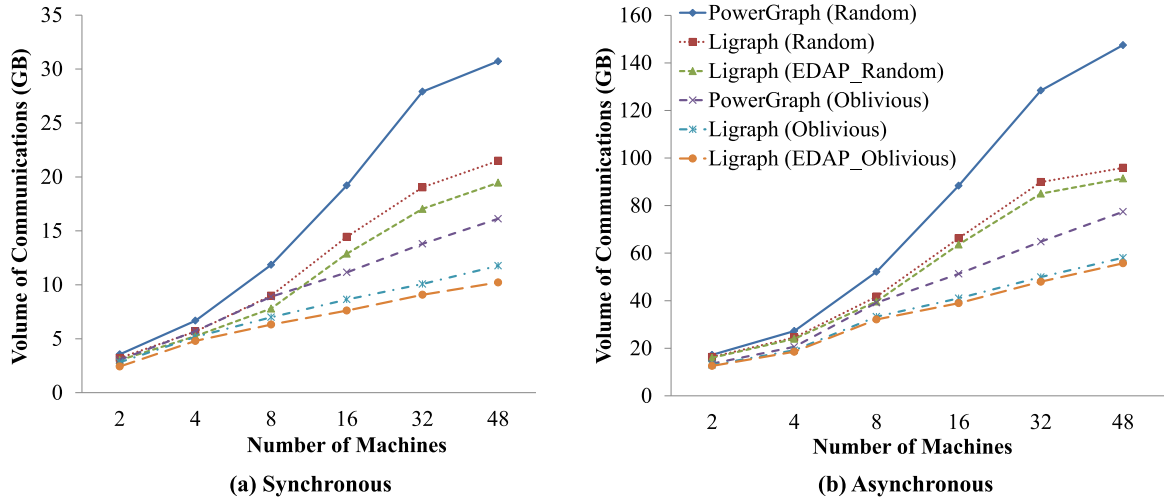 Volume of Communications (GB)
35
30
25
20
15
10
5
0
2 4 8 16 32 48
Number of Machines
(a) Synchronous
Volume of Communications (GB)
160
140
120
100
80
60
40
20
0
PowerGraph (Random)
Ligraph (Random)
Ligraph (EDAP_Random)
PowerGraph (Oblivious)
Ligraph (Oblivious)
Ligraph (EDAP_Oblivious)
2 4 8 16 32 48
Number of Machines
(b) Asynchronous